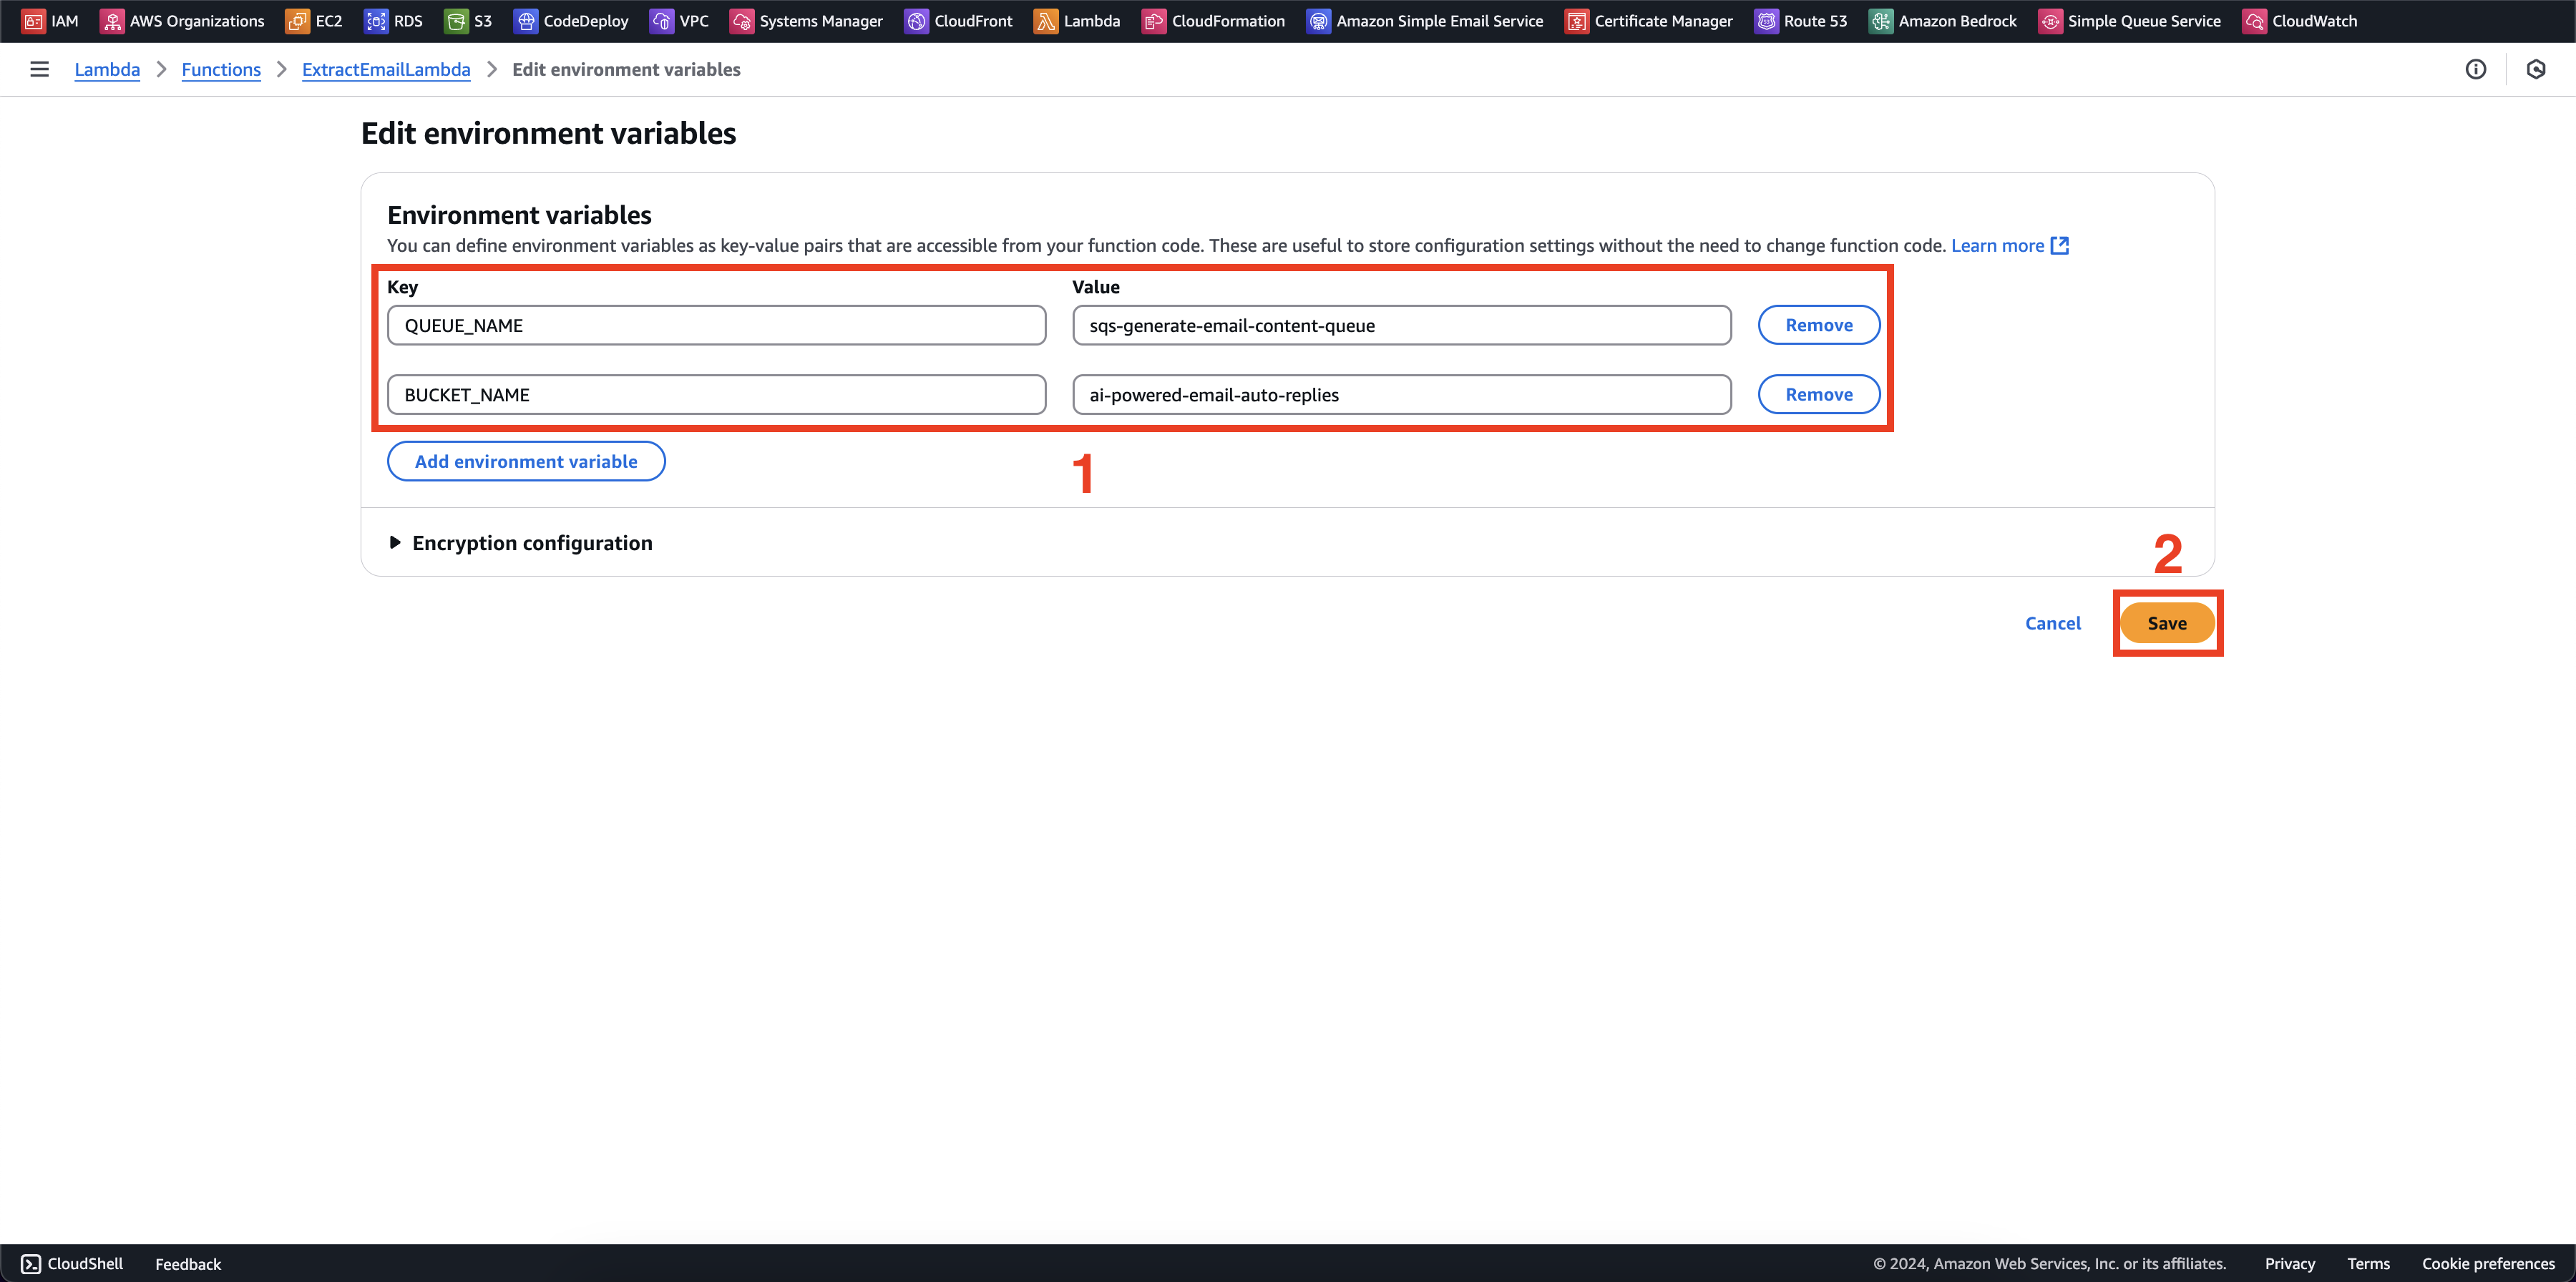 IAM AWS Organizations EC2 RDS S3 CodeDeploy VPC Systems Manager CloudFront Lambda CloudFormation Amazon Simple Email Service Certificate Manager Route 53 Amazon Bedrock Simple Queue Service CloudWatch
Lambda Functions ExtractEmailLambda Edit environment variables
Edit environment variables
Environment variables
You can define environment variables as key-value pairs that are accessible from your function code. These are useful to store configuration settings without the need to change function code. Learn more
Key Value
QUEUE_NAME sqs-generate-email-content-queue Remove
BUCKET_NAME ai-powered-email-auto-replies Remove
Add environment variable
1
Encryption configuration
2
Cancel Save
CloudShell Feedback © 2024, Amazon Web Services, Inc. or its affiliates. Privacy Terms Cookie preferences